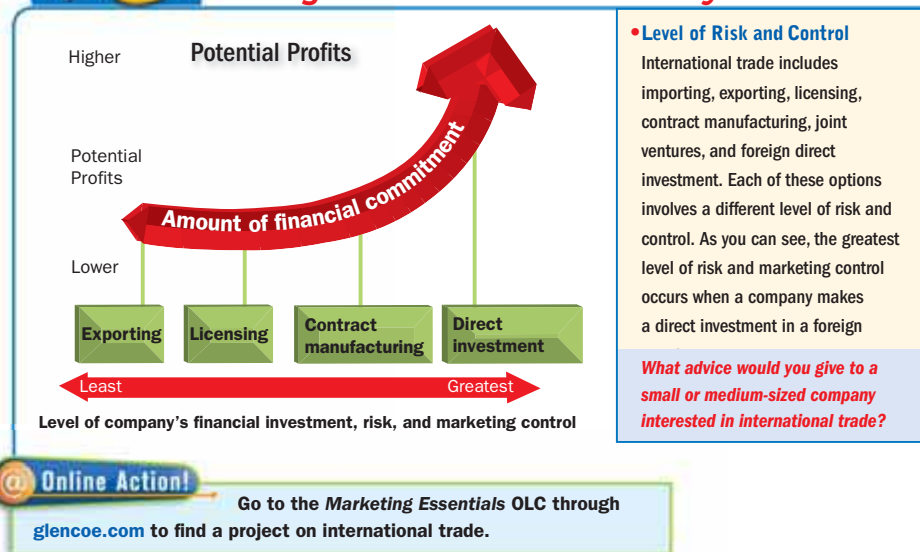 Higher
Potential Profits
Potential
Profits
Amount of financial commitment
Lower
Exporting
Licensing
Contract
manufacturing
Direct
investment
Least
Greatest
Level of company's financial investment, risk, and marketing control
• Level of Risk and Control
International trade includes
importing, exporting, licensing,
contract manufacturing, joint
ventures, and foreign direct
investment. Each of these options
involves a different level of risk and
control. As you can see, the greatest
level of risk and marketing control
occurs when a company makes
a direct investment in a foreign
What advice would you give to a
small or medium-sized company
interested in international trade?
@ Online Action!
Go to the Marketing Essentials OLC through
glencoe.com to find a project on international trade.